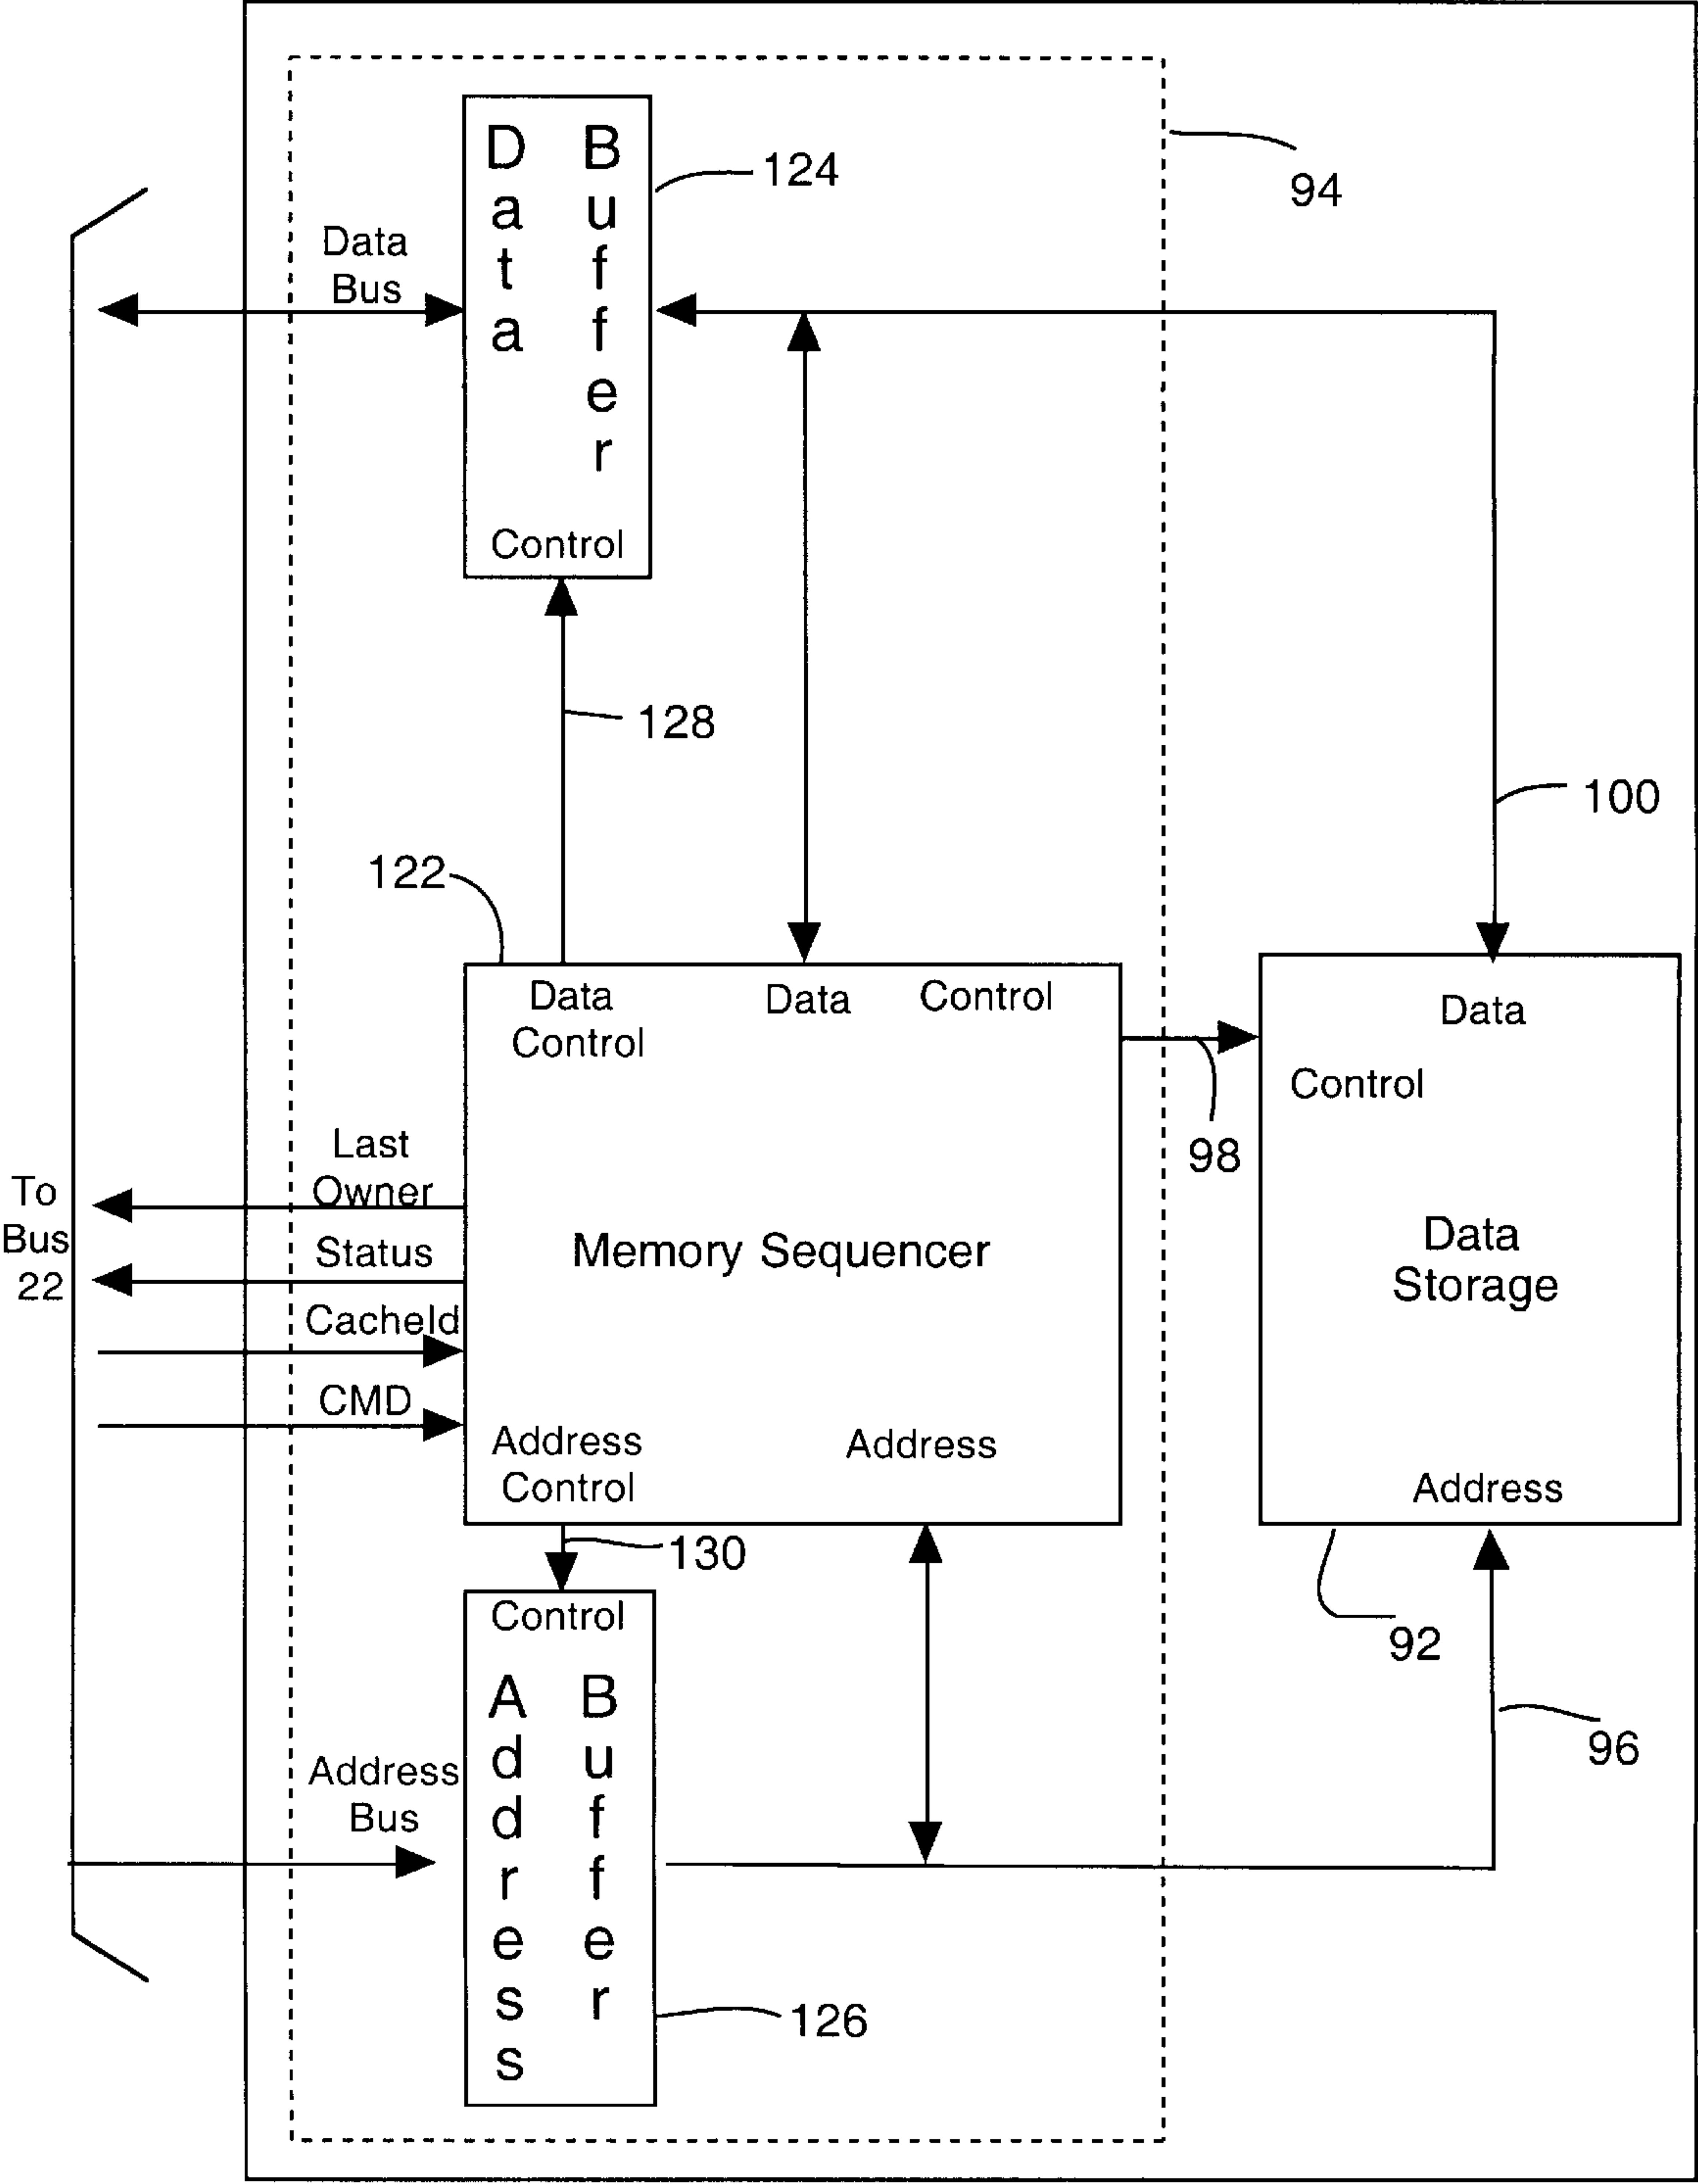 Data Buffer
Control
124
94
Data
Bus
128
100
122
Data
Control
Data
Control
Data
Control
98
Last
Owner
Status
CacheId
CMD
To
Bus
22
Memory Sequencer
Data
Storage
Address
Control
Address
Address
130
92
96
Control
Address Buffer
Address
Bus
126